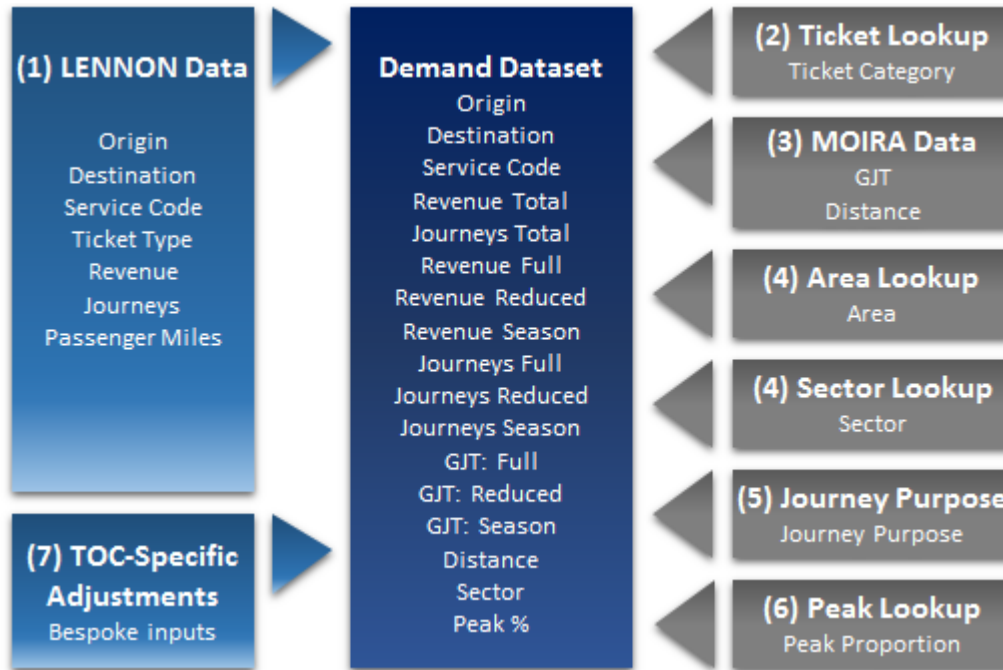 (1) LENNON Data
Origin
Destination
Service Code
Ticket Type
Revenue
Journeys
Passenger Miles
(7) TOC-Specific
Adjustments
Bespoke inputs
Demand Dataset
Origin
Destination
Service Code
Revenue Total
Journeys Total
Revenue Full
Revenue Reduced
Revenue Season
Journeys Full
Journeys Reduced
Journeys Season
GJT: Full
GJT: Reduced
GJT: Season
Distance
Sector
Peak %
(2) Ticket Lookup
Ticket Category
(3) MOIRA Data
GJT
Distance
(4) Area Lookup
Area
(4) Sector Lookup
Sector
(5) Journey Purpose
Journey Purpose
(6) Peak Lookup
Peak Proportion